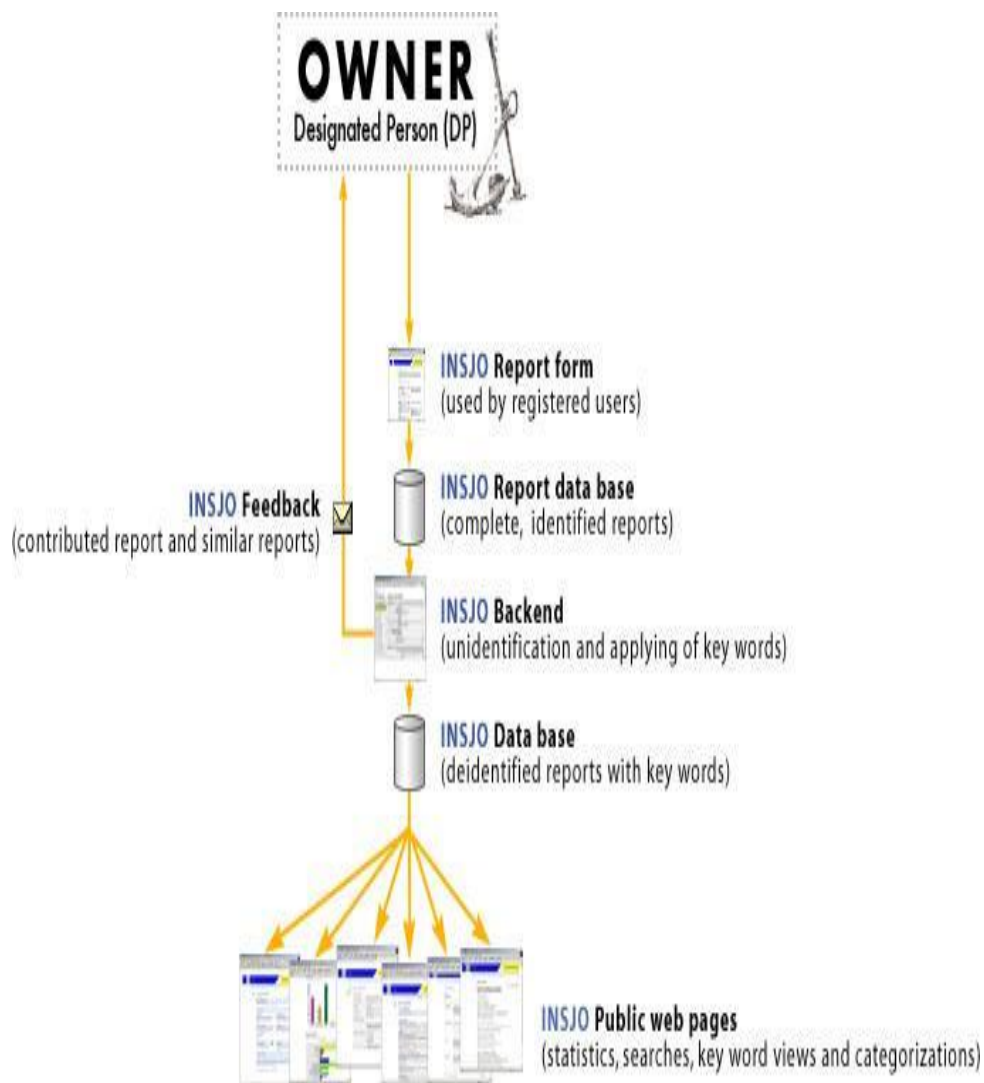 OWNER
Designated Person (DP)
INSJO Report form
(used by registered users)
INSJO Report data base
(complete, identified reports)
INSJO Feedback
(contributed report and similar reports)
INSJO Backend
(unidentification and applying of key words)
INSJO Data base
(deidentified reports with key words)
INSJO Public web pages
(statistics, searches, key word views and categorizations)